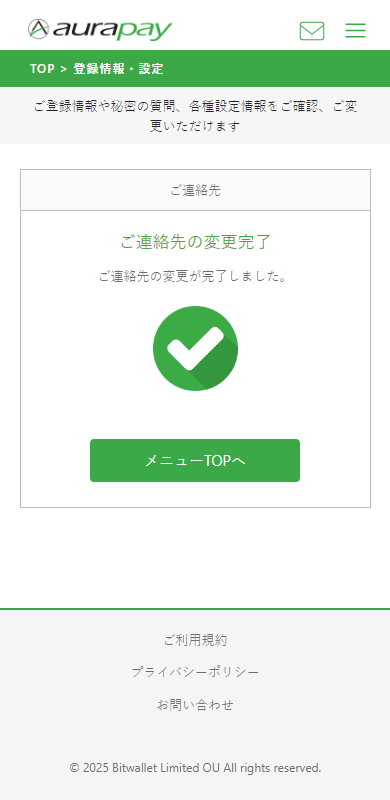 aurapay
TOP > 登録情報・設定
ご登録情報や秘密の質問、各種設定情報をご確認、ご変
更いただけます
ご連絡先
ご連絡先の変更完了
ご連絡先の変更が完了しました。
メニューTOPへ
ご利用規約
プライバシーポリシー
お問い合わせ
© 2025 Bitwallet Limited OU All rights reserved.